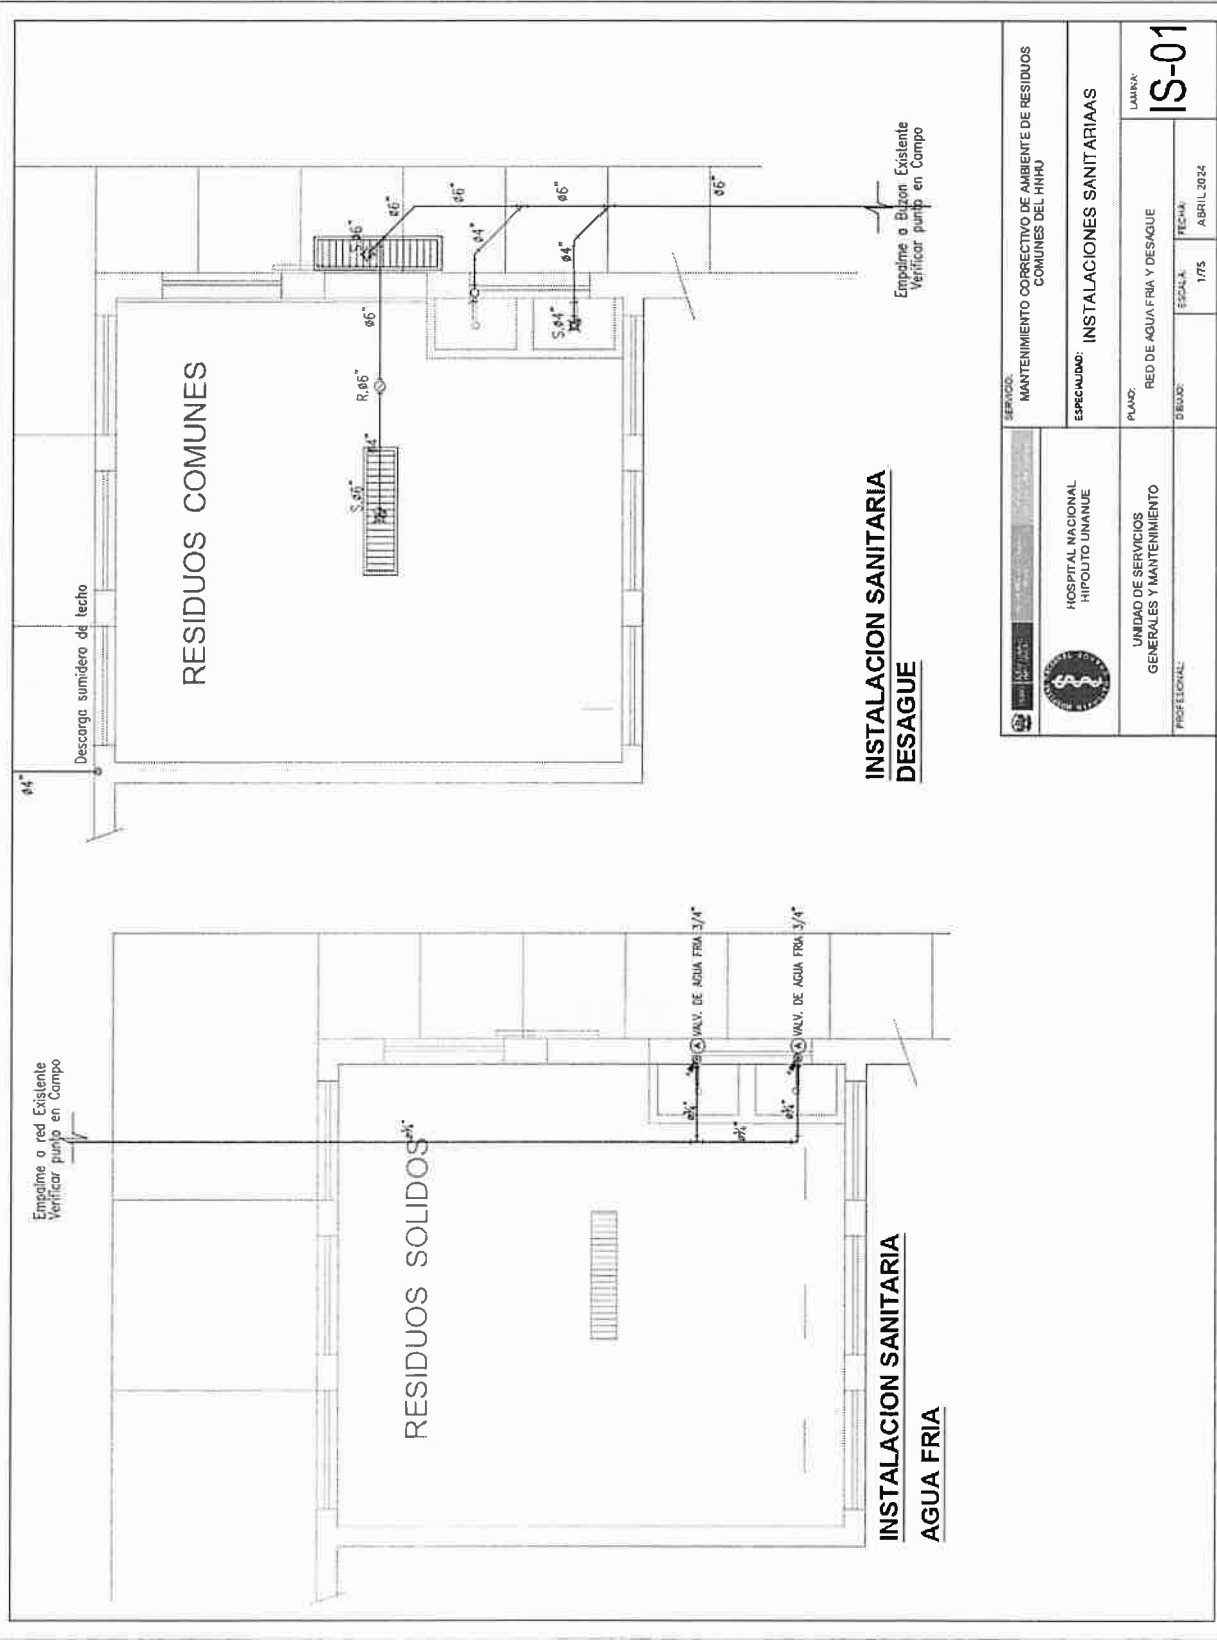 Empalme a red Existente
Verificar punto en Campo
RESIDUOS SOLIDOS
ø¾"
ø¾"
ø¾"
ø¾"
A VALV. DE AGUA FRIA 3/4"
A VALV. DE AGUA FRIA 3/4"
INSTALACION SANITARIA
AGUA FRIA
ø4"
Descarga sumidero de techo
RESIDUOS COMUNES
S.ø6"
4"
R.ø6"
ø6"
S.ø6"
ø6"
ø6"
ø4"
ø6"
ø4"
S.ø4"
ø6"
Empalme a Buzon Existente
Verificar punto en Campo
INSTALACION SANITARIA
DESAGUE
HOSPITAL NACIONAL
HIPOLITO UNANUE
UNIDAD DE SERVICIOS
GENERALES Y MANTENIMIENTO
PROFESIONAL:
SERVICIO:
MANTENIMIENTO CORRECTIVO DE AMBIENTE DE RESIDUOS
COMUNES DEL HNHU
ESPECIALIDAD: INSTALACIONES SANITARIAAS
PLANO:
RED DE AGUA FRIA Y DESAGUE
LAMINA:
IS-01
DIBUJO:
ESCALA:
1/75
FECHA:
ABRIL 2024